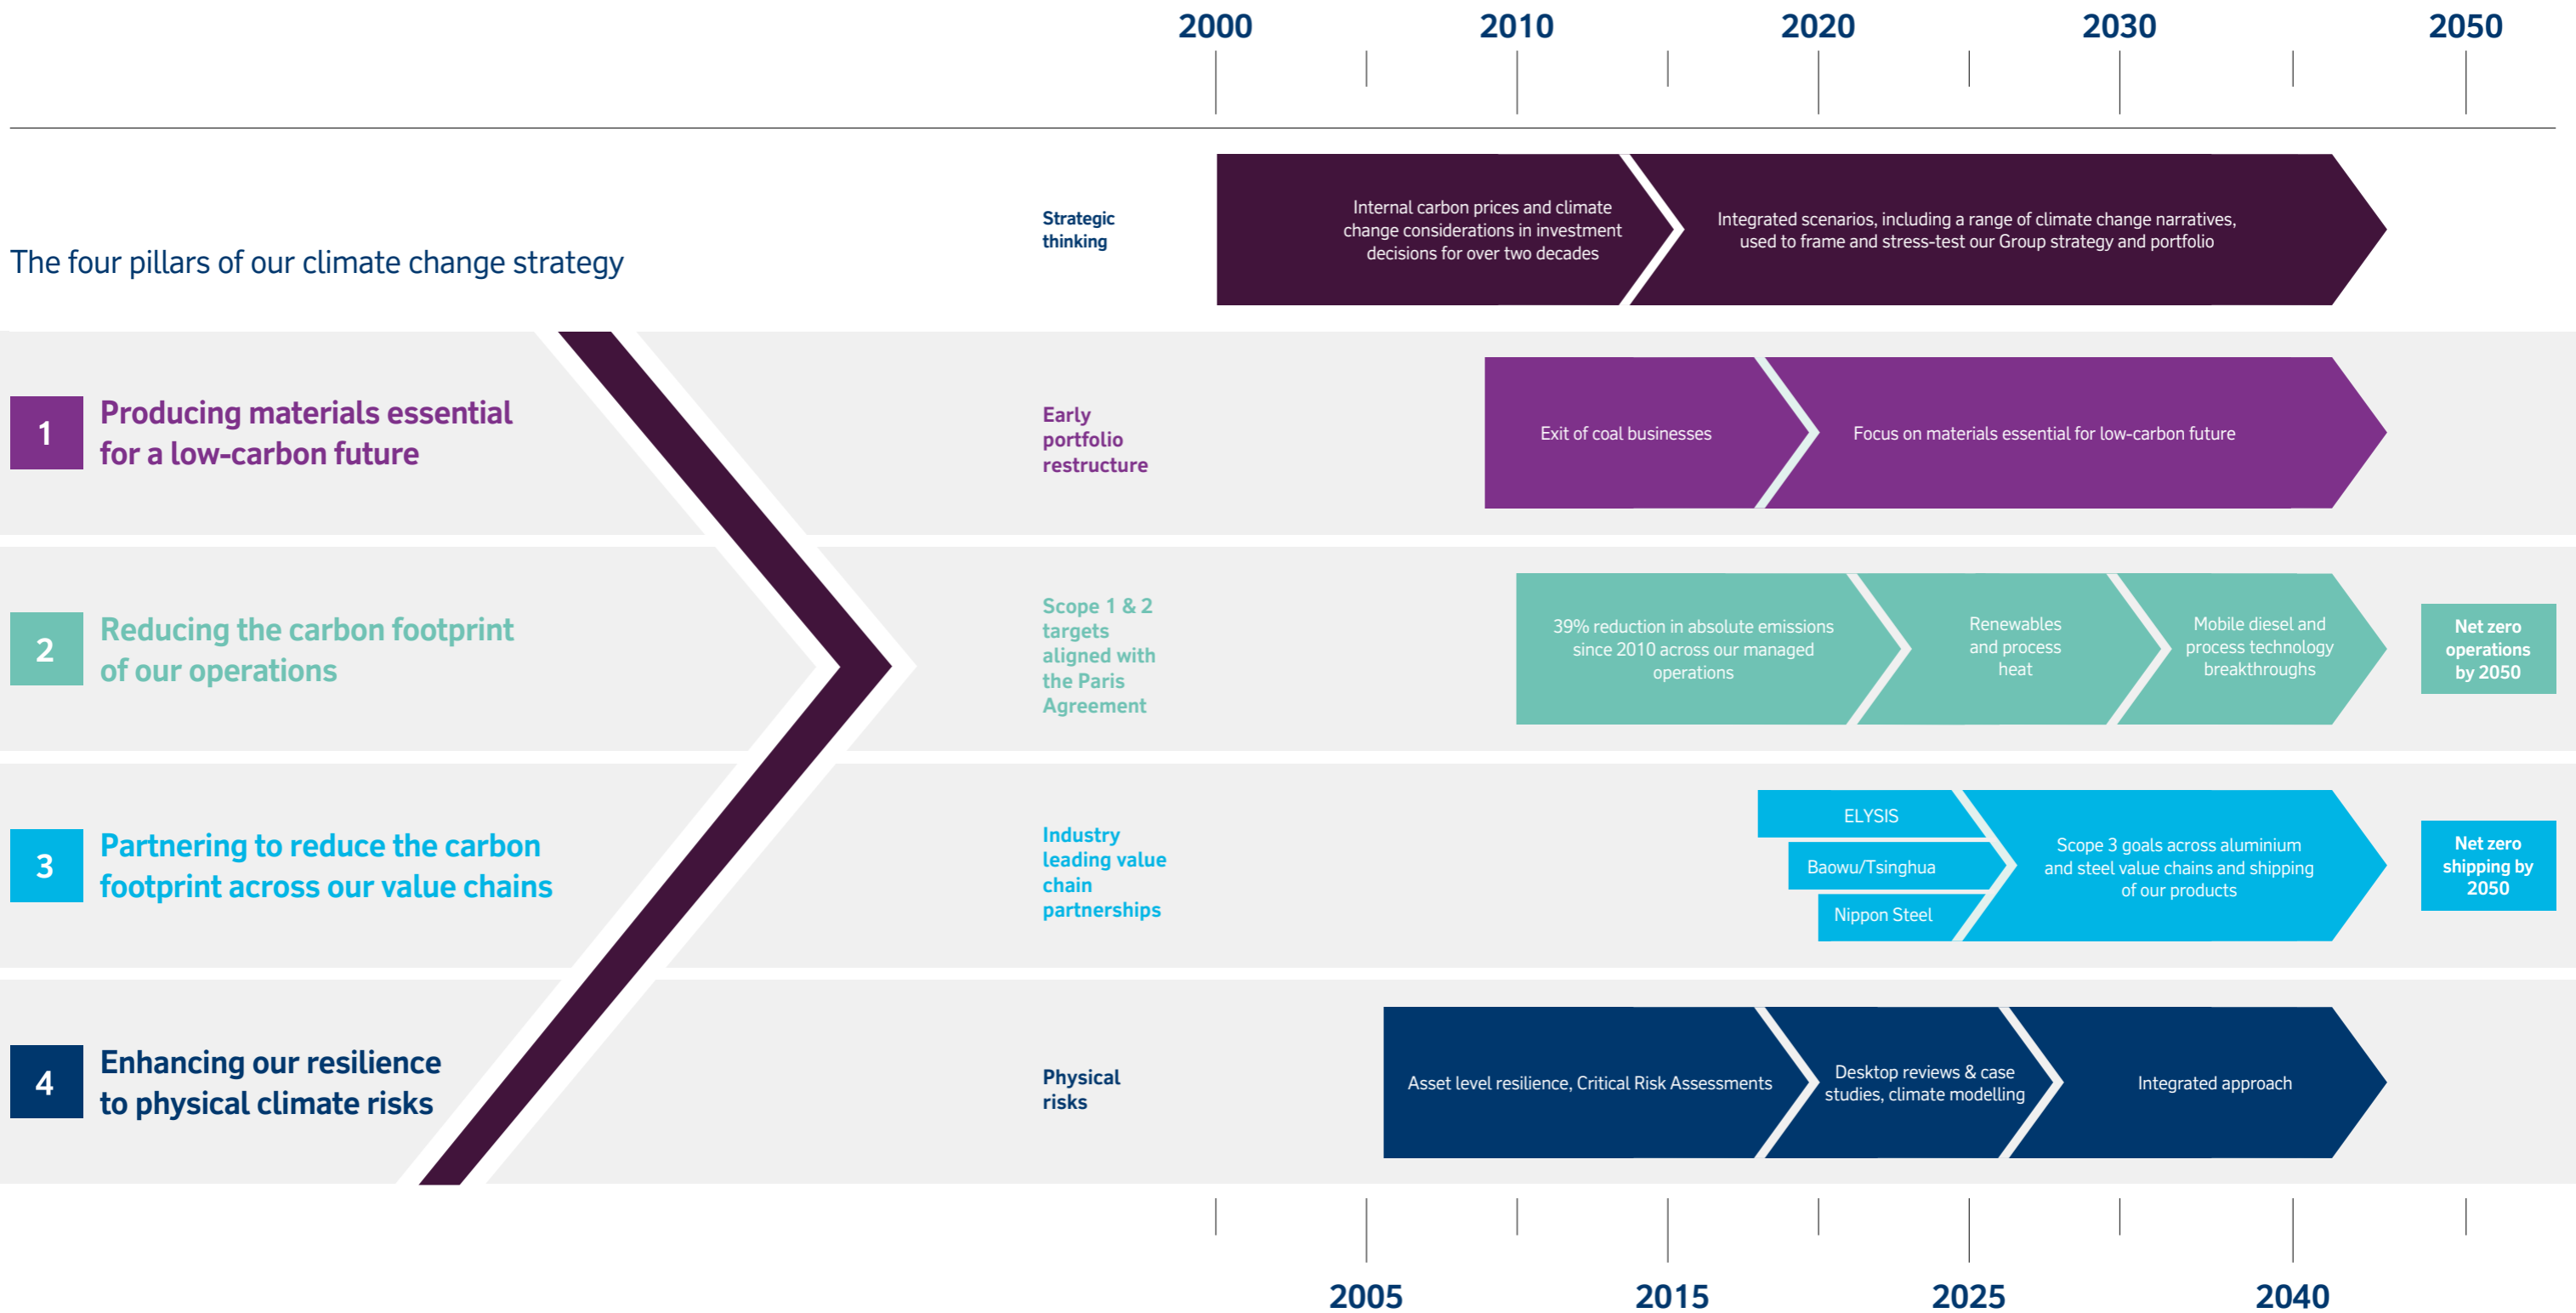 2000
2010
2020
2030
2050
The four pillars of our climate change strategy
Strategic
thinking
Internal carbon prices and climate
change considerations in investment
decisions for over two decades
Integrated scenarios, including a range of climate change narratives,
used to frame and stress-test our Group strategy and portfolio
1
Producing materials essential
for a low-carbon future
Early
portfolio
restructure
Exit of coal businesses
Focus on materials essential for low-carbon future
2
Reducing the carbon footprint
of our operations
Scope 1 & 2
targets
aligned with
the Paris
Agreement
39% reduction in absolute emissions
since 2010 across our managed
operations
Renewables
and process
heat
Mobile diesel and
process technology
breakthroughs
Net zero
operations
by 2050
3
Partnering to reduce the carbon
footprint across our value chains
Industry
leading value
chain
partnerships
ELYSIS
Baowu/Tsinghua
Nippon Steel
Scope 3 goals across aluminium
and steel value chains and shipping
of our products
Net zero
shipping by
2050
4
Enhancing our resilience
to physical climate risks
Physical
risks
Asset level resilience, Critical Risk Assessments
Desktop reviews & case
studies, climate modelling
Integrated approach
2005
2015
2025
2040